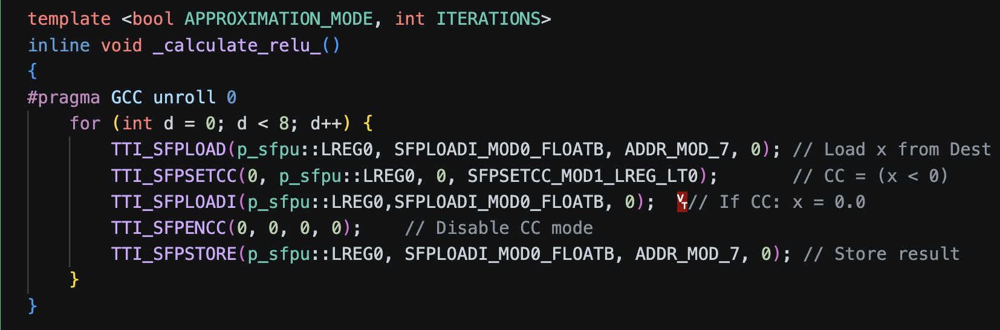 template <bool APPROXIMATION_MODE, int ITERATIONS>
inline void _calculate_relu_()
{
#pragma GCC unroll 0
    for (int d = 0; d < 8; d++) {
        TTI_SFPLOAD(p_sfpu::LREG0, SFPLOADI_MOD0_FLOATB, ADDR_MOD_7, 0); // Load x from Dest
        TTI_SFPSETCC(0, p_sfpu::LREG0, 0, SFPSETCC_MOD1_LREG_LT0);       // CC = (x < 0)
        TTI_SFPLOADI(p_sfpu::LREG0,SFPLOADI_MOD0_FLOATB, 0);  VT// If CC: x = 0.0
        TTI_SFPENCC(0, 0, 0, 0);    // Disable CC mode
        TTI_SFPSTORE(p_sfpu::LREG0, SFPLOADI_MOD0_FLOATB, ADDR_MOD_7, 0); // Store result
    }
}